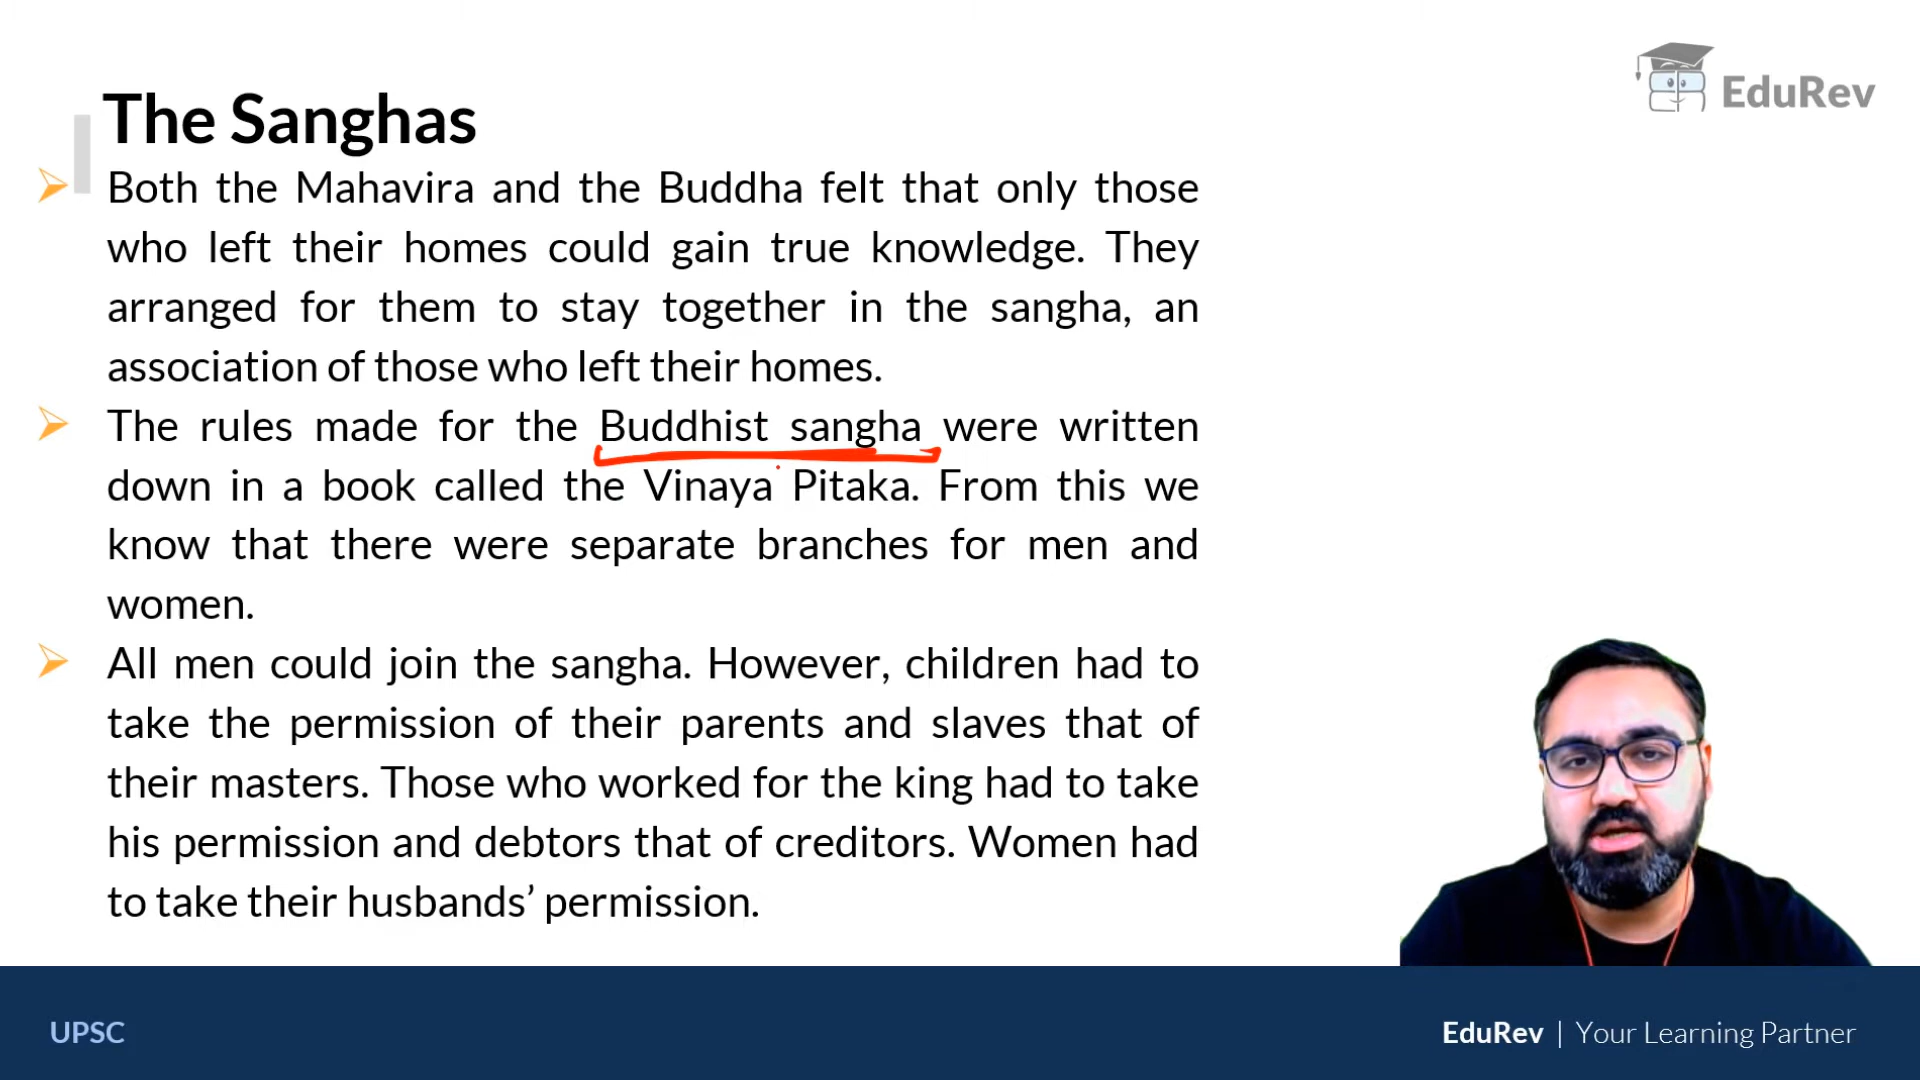 EduRev
The Sanghas
Both the Mahavira and the Buddha felt that only those
who left their homes could gain true knowledge. They
arranged for them to stay together in the sangha, an
association of those who left their homes.
The rules made for the Buddhist sangha were written
down in a book called the Vinaya Pitaka. From this we
know that there were separate branches for men and
women.
All men could join the sangha. However, children had to
take the permission of their parents and slaves that of
their masters. Those who worked for the king had to take
his permission and debtors that of creditors. Women had
to take their husbands’ permission.
UPSC
EduRev | Your Learning Partner